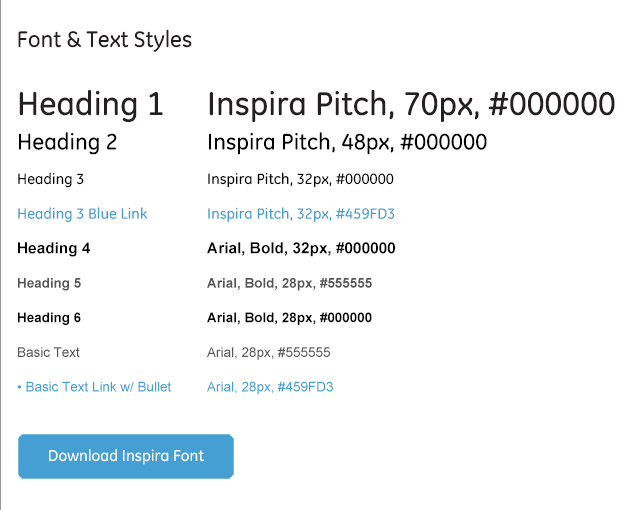 Font & Text Styles
Heading 1 Inspira Pitch, 70px, #000000
Heading 2 Inspira Pitch, 48px, #000000
Heading 3 Inspira Pitch, 32px, #000000
Heading 3 Blue Link Inspira Pitch, 32px, #459FD3
Heading 4 Arial, Bold, 32px, #000000
Heading 5 Arial, Bold, 28px, #555555
Heading 6 Arial, Bold, 28px, #000000
Basic Text Arial, 28px, #555555
• Basic Text Link w/ Bullet Arial, 28px, #459FD3
Download Inspira Font